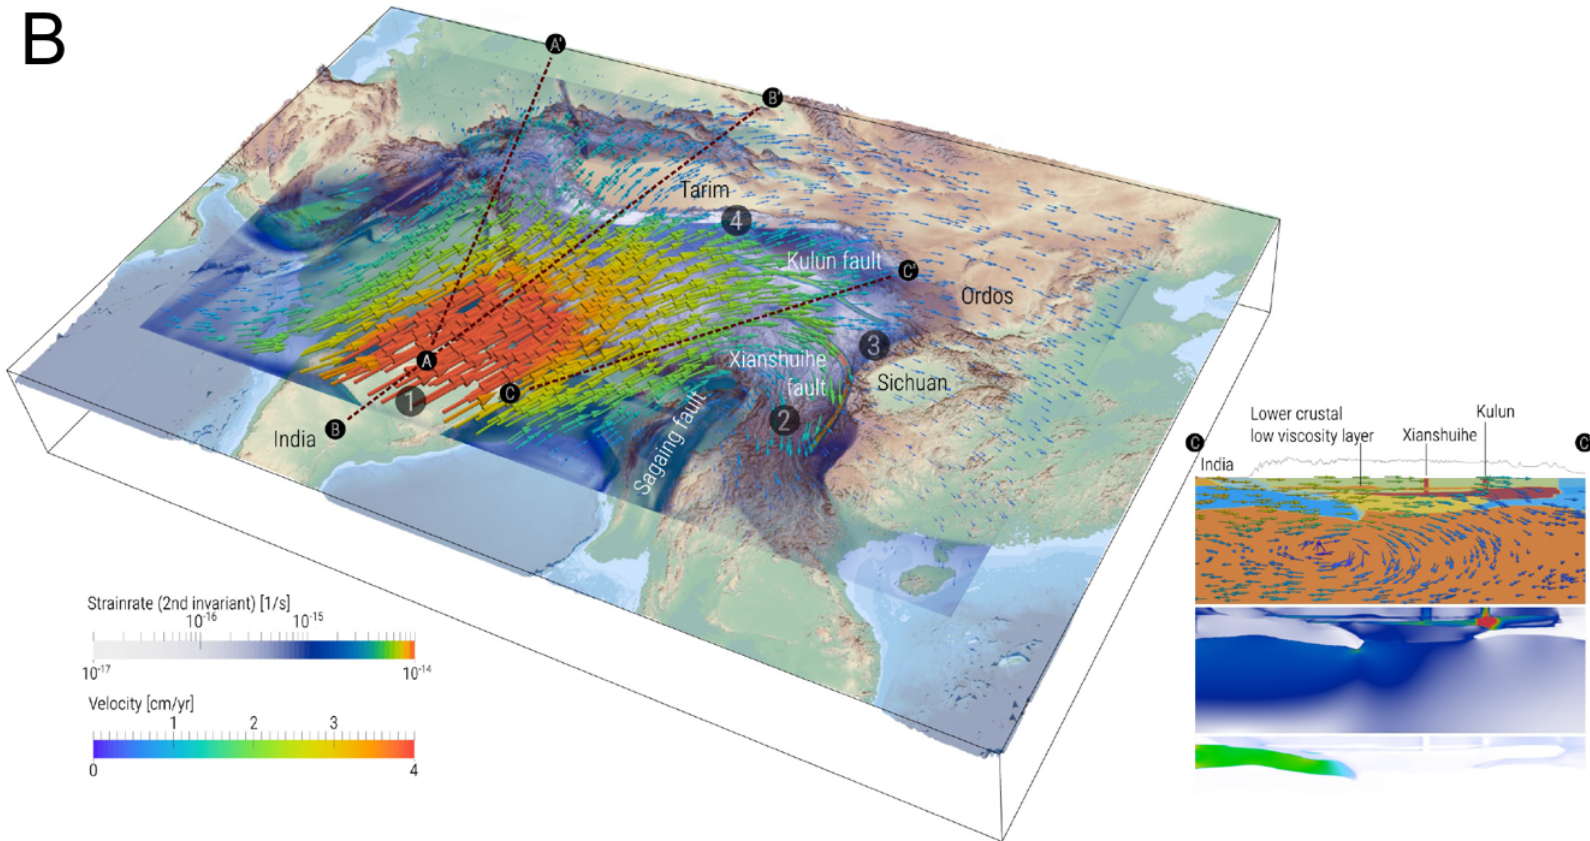 B
A'
B'
Tarim
4
Kulun fault
C'
Ordos
3
Xianshuihe
fault
Sichuan
A
C
1
2
B
India
Sagaing fault
Lower crustal
low viscosity layer
Kulun
Xianshuihe
C
C
India
Strainrate (2nd invariant) [1/s]
10-16 10-15
10-17 10-14
Velocity [cm/yr]
1 2 3
0 4